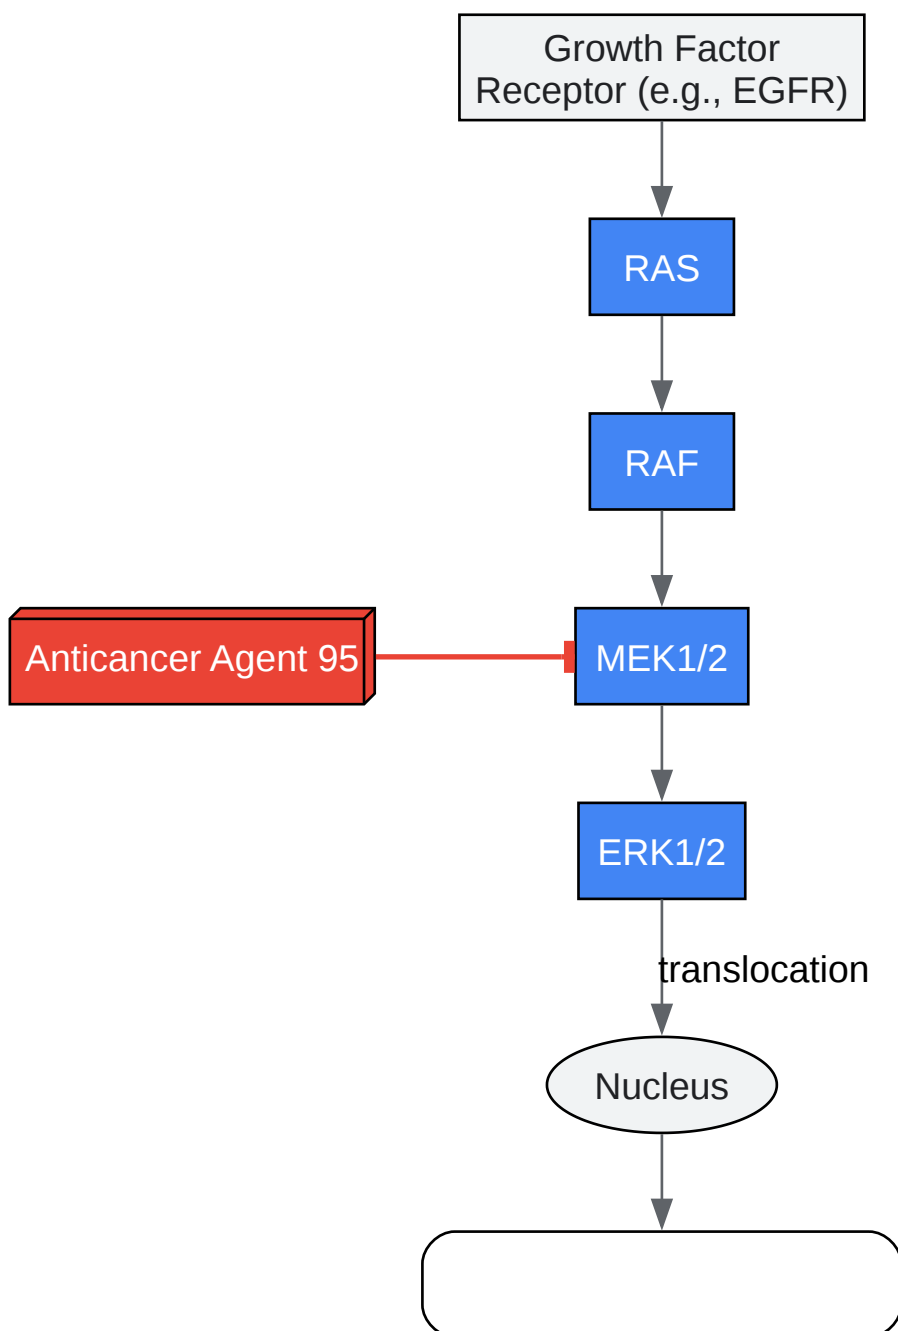 Growth Factor
Receptor (e.g., EGFR)
RAS
RAF
Anticancer Agent 95
MEK1/2
ERK1/2
translocation
Nucleus